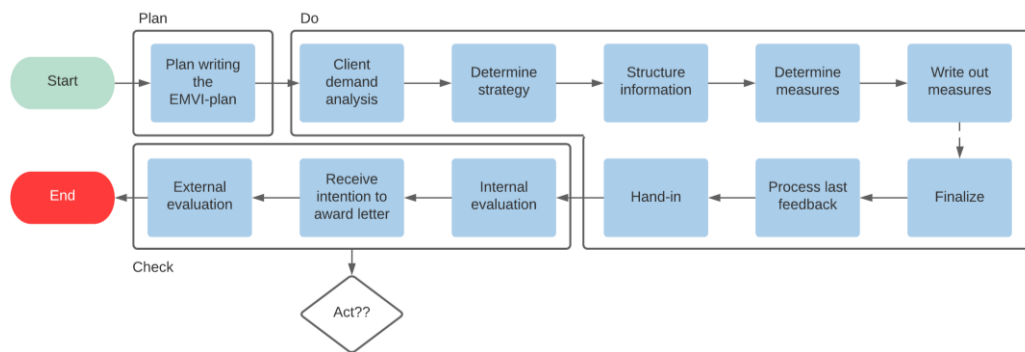 Plan
Do
Start
Plan writing
the
EMVI-plan
Client
demand
analysis
Determine
strategy
Structure
information
Determine
measures
Write out
measures
End
External
evaluation
Receive
intention to
award letter
Internal
evaluation
Hand-in
Process last
feedback
Finalize
Check
Act??